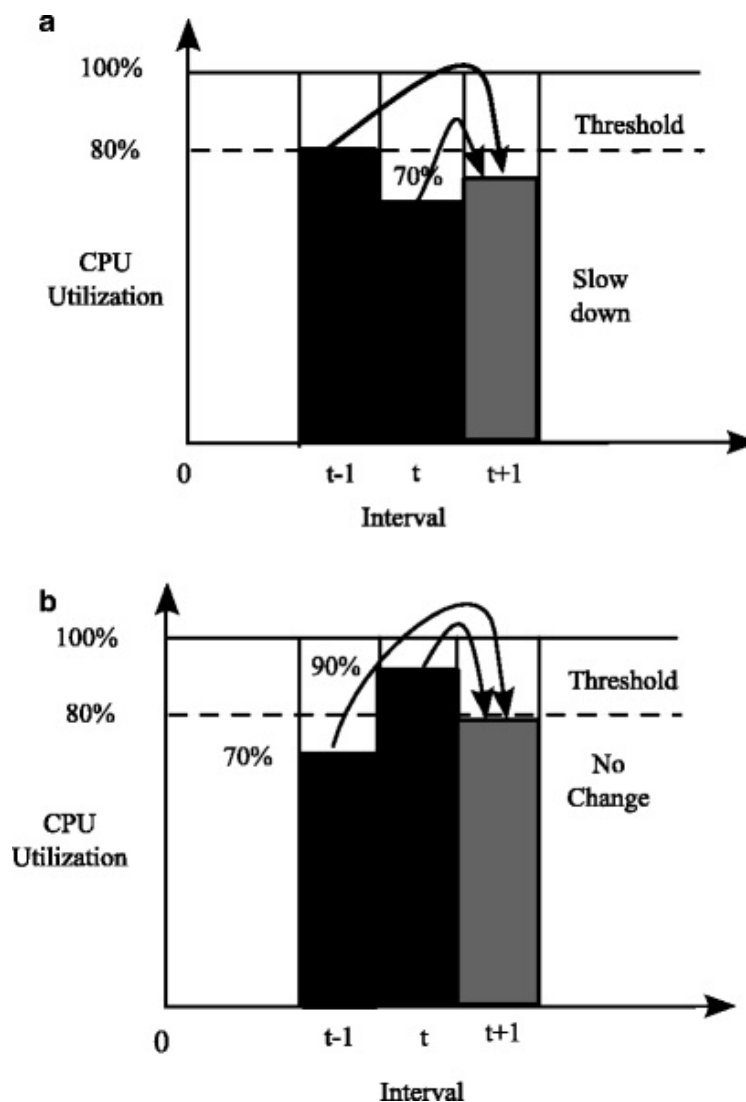 a
100%
Threshold
80%
70%
CPU
Utilization
Slow
down
0
t-1
t
t+1
Interval
b
100%
90%
Threshold
80%
70%
No
Change
CPU
Utilization
0
t-1
t
t+1
Interval